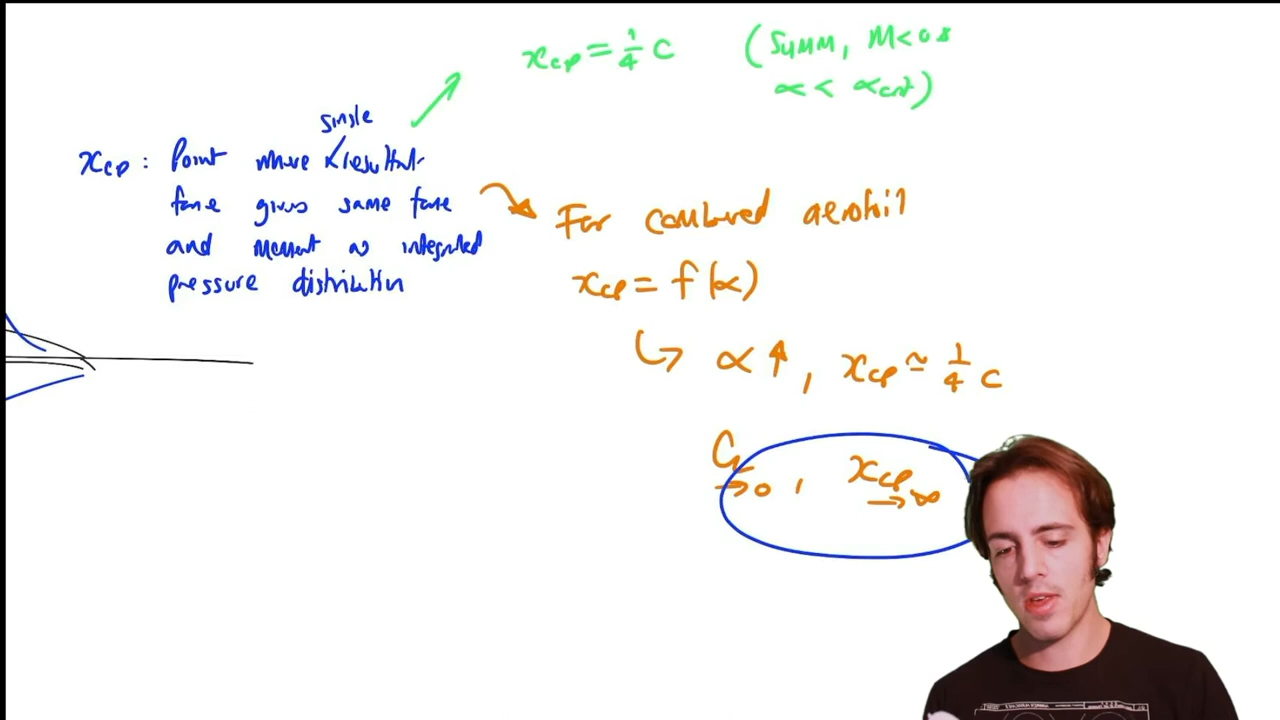 x_cp = 1/4 c (Symm, M<0.8
α < α_crit)
single
x_cp : Point where resultant
force gives same force
and moment as integrated
pressure distribution
For cambered aerofoil
x_cp = f(α)
↳ α ↑, x_cp ≃ 1/4 c
C_L → 0, x_cp → ∞